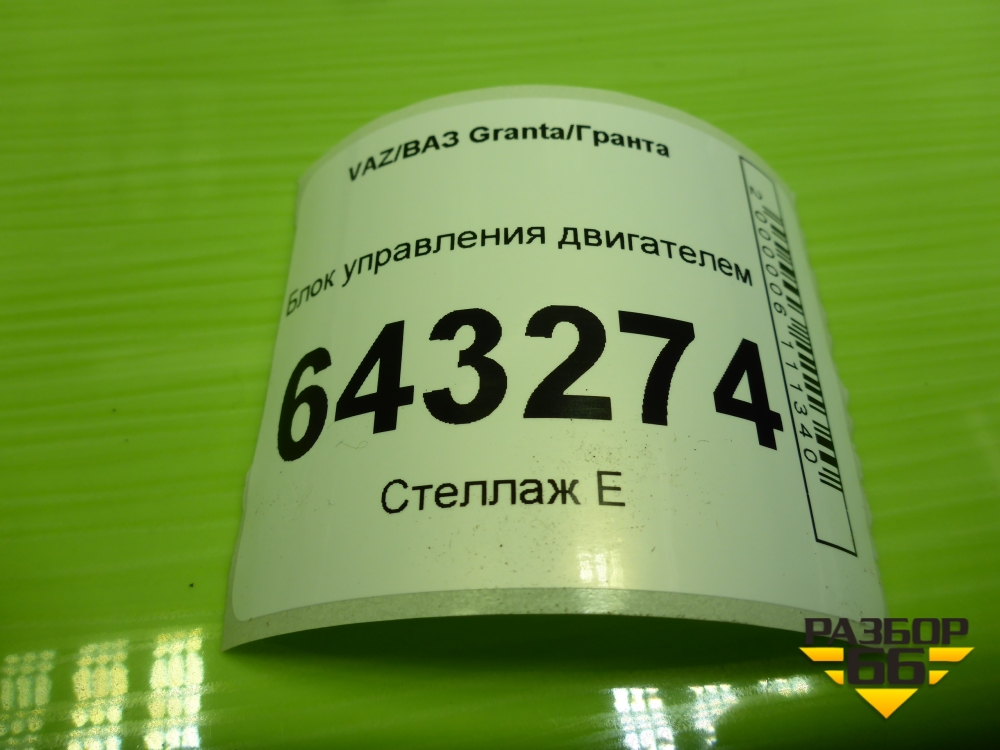 VAZ/ВАЗ Granta/Гранта
Блок управления двигателем
643274
Стеллаж E
2000006111340
РАЗБОР
66